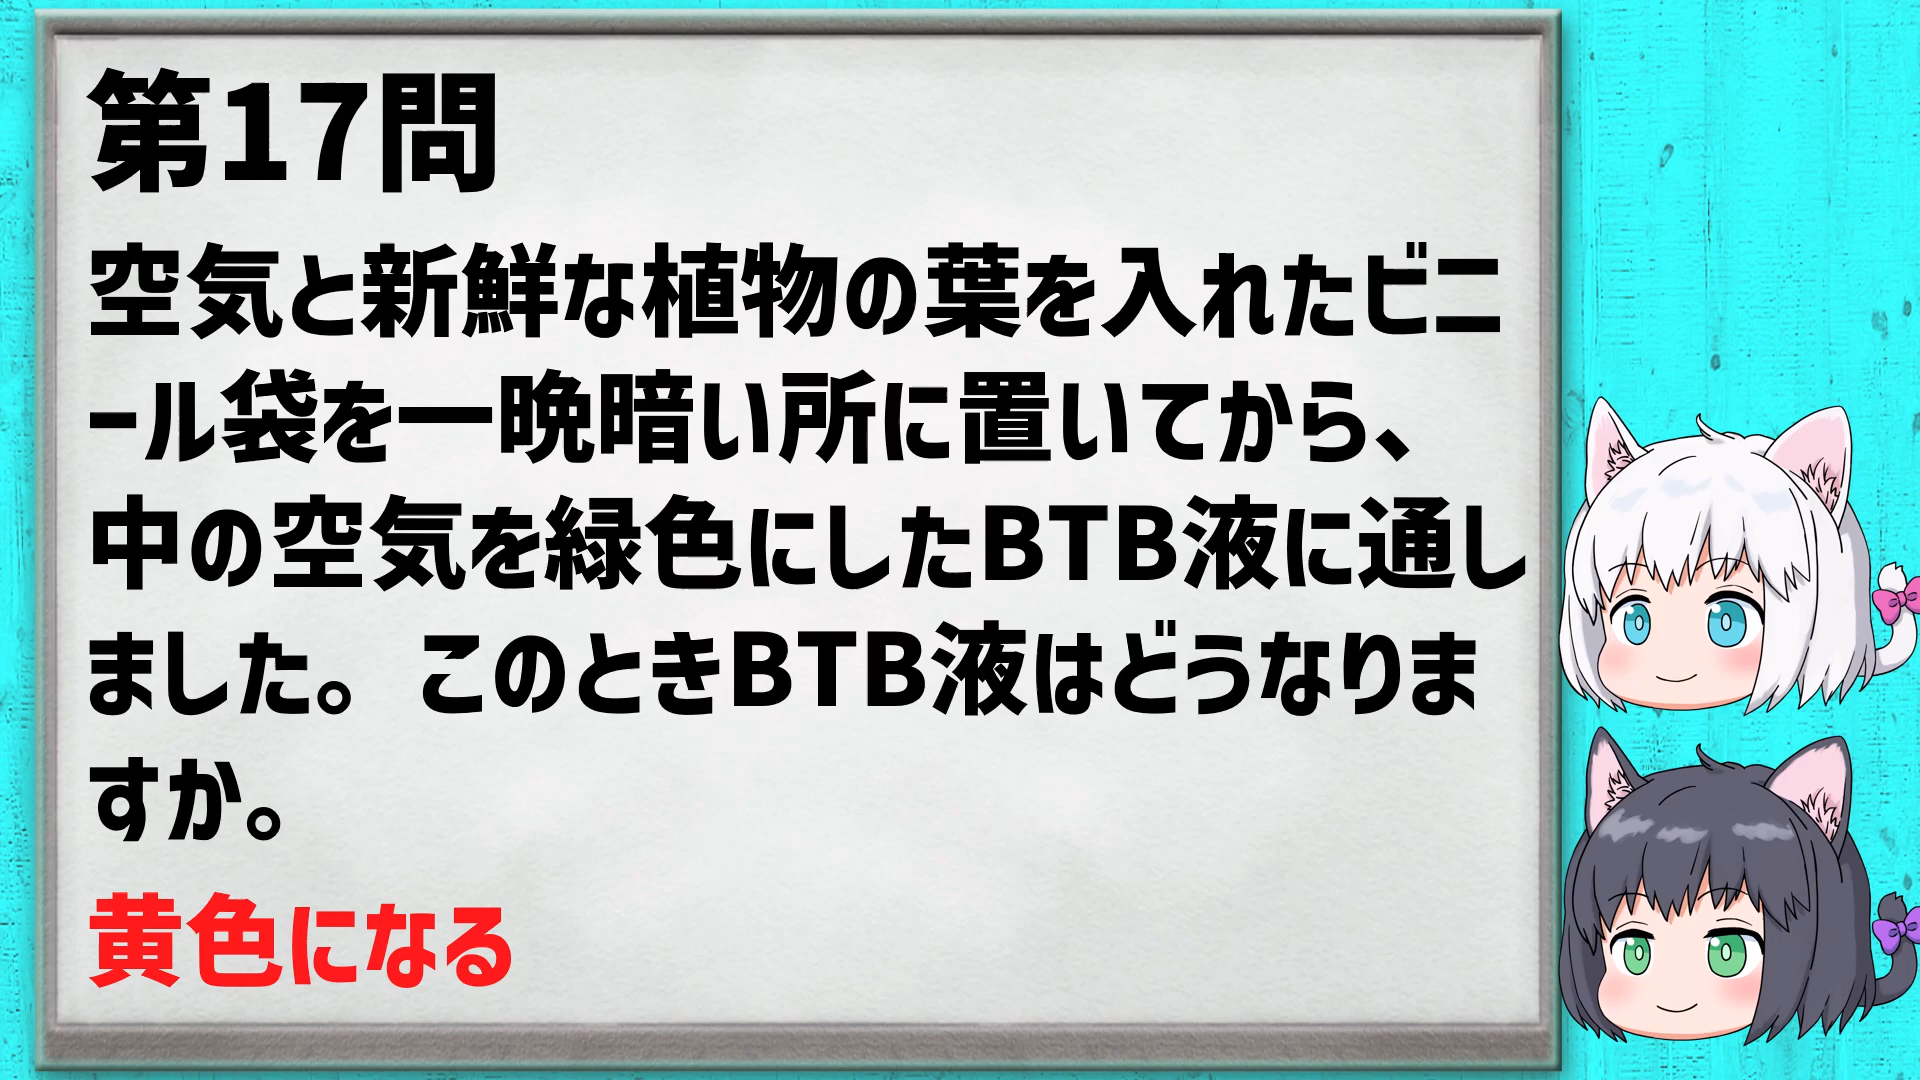 第17問
空気と新鮮な植物の葉を入れたビニ
ール袋を一晩暗い所に置いてから、
中の空気を緑色にしたBTB液に通し
ました。このときBTB液はどうなりま
すか。
黄色になる